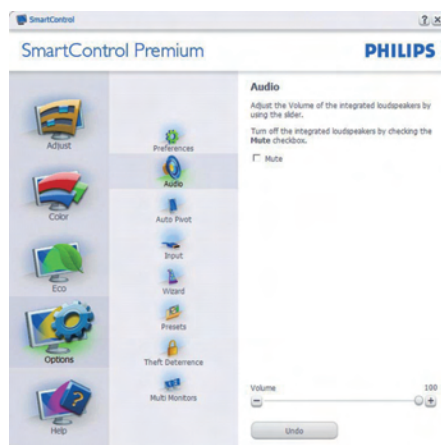 SmartControl
SmartControl Premium
PHILIPS
Adjust
Color
Eco
Options
Help
Preferences
Audio
Auto Pivot
Input
Wizard
Presets
Theft Deterrence
Multi Monitors
Audio
Adjust the Volume of the integrated loudspeakers by
using the slider.
Turn off the integrated loudspeakers by checking the
Mute checkbox.
Mute
Volume 100
Undo